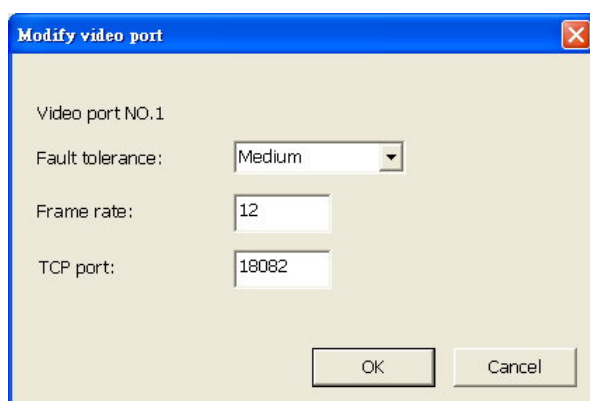 Modify video port
Video port NO.1
Fault tolerance: Medium
Frame rate: 12
TCP port: 18082
OK Cancel